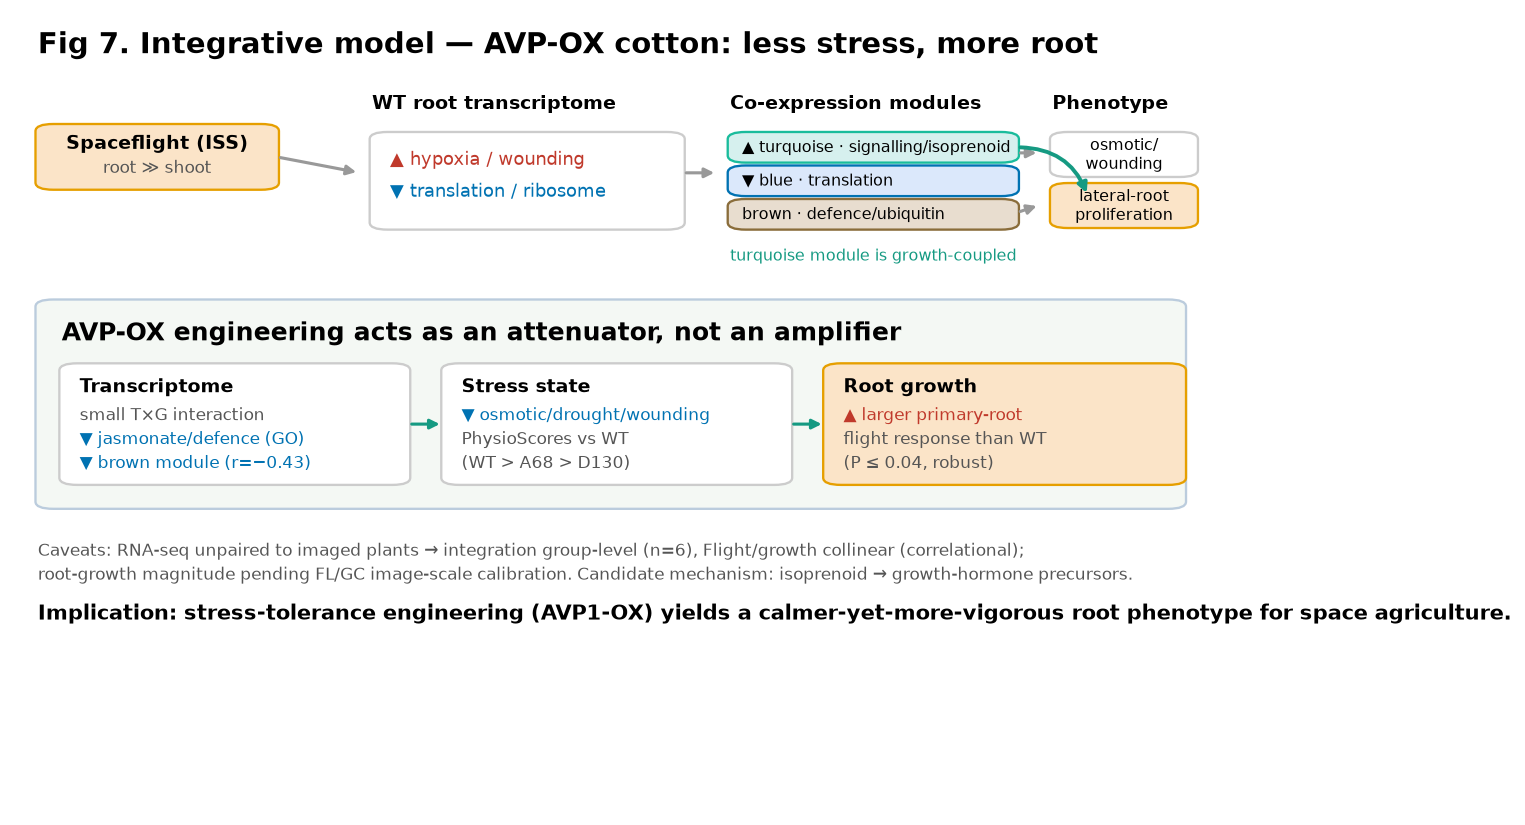 Fig 7. Integrative model — AVP-OX cotton: less stress, more root
WT root transcriptome
Co-expression modules
Phenotype
Spaceflight (ISS)
root ≫ shoot
▲ hypoxia / wounding
▼ translation / ribosome
▲ turquoise · signalling/isoprenoid
▼ blue · translation
brown · defence/ubiquitin
osmotic/
wounding
lateral-root
proliferation
turquoise module is growth-coupled
AVP-OX engineering acts as an attenuator, not an amplifier
Transcriptome
small T×G interaction
▼ jasmonate/defence (GO)
▼ brown module (r=−0.43)
Stress state
▼ osmotic/drought/wounding
PhysioScores vs WT
(WT > A68 > D130)
Root growth
▲ larger primary-root
flight response than WT
(P ≤ 0.04, robust)
Caveats: RNA-seq unpaired to imaged plants → integration group-level (n=6), Flight/growth collinear (correlational);
root-growth magnitude pending FL/GC image-scale calibration. Candidate mechanism: isoprenoid → growth-hormone precursors.
Implication: stress-tolerance engineering (AVP1-OX) yields a calmer-yet-more-vigorous root phenotype for space agriculture.